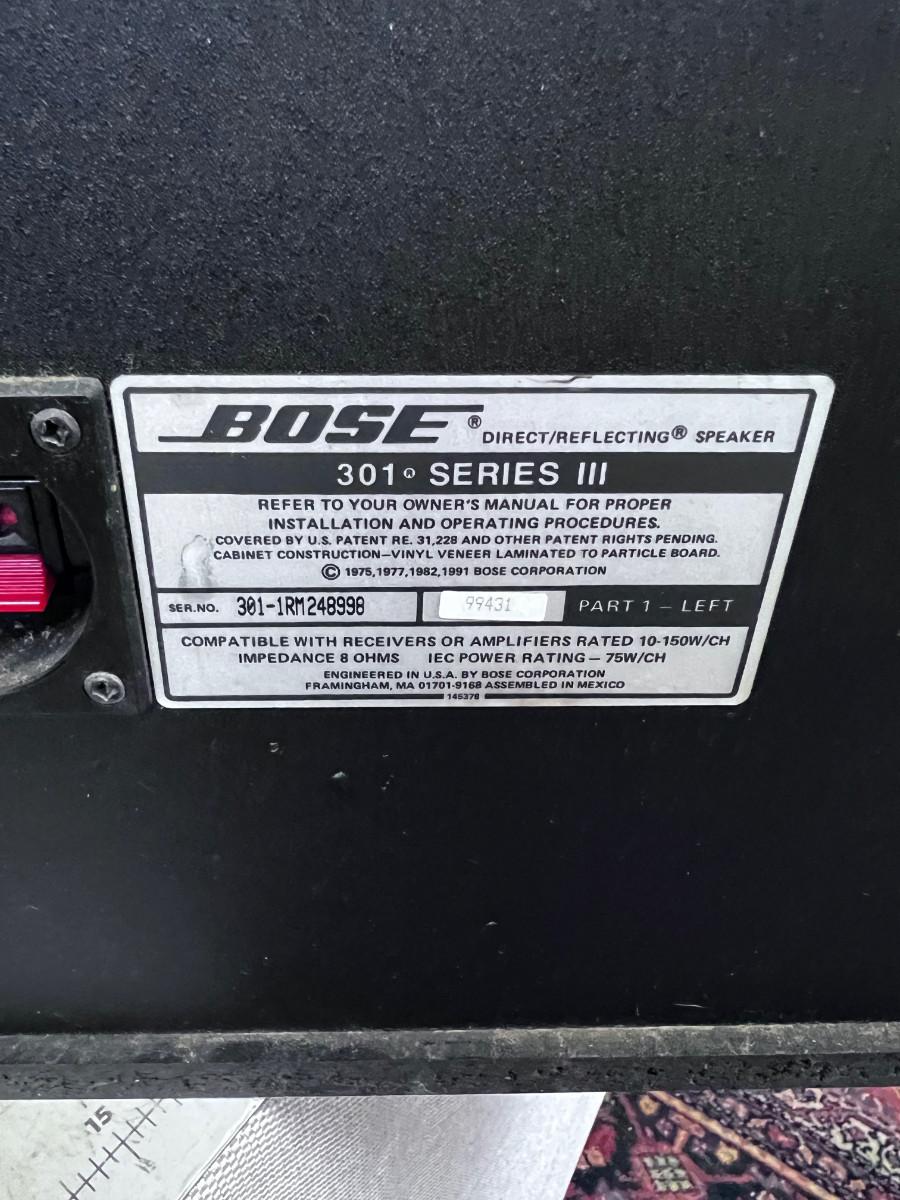 BOSE® DIRECT/REFLECTING® SPEAKER
301® SERIES III
REFER TO YOUR OWNER'S MANUAL FOR PROPER
INSTALLATION AND OPERATING PROCEDURES.
COVERED BY U.S. PATENT RE. 31,228 AND OTHER PATENT RIGHTS PENDING.
CABINET CONSTRUCTION—VINYL VENEER LAMINATED TO PARTICLE BOARD.
© 1975,1977,1982,1991 BOSE CORPORATION
SER.NO. 301-1RM248998 99431 PART 1 – LEFT
COMPATIBLE WITH RECEIVERS OR AMPLIFIERS RATED 10-150W/CH
IMPEDANCE 8 OHMS IEC POWER RATING — 75W/CH
ENGINEERED IN U.S.A. BY BOSE CORPORATION
FRAMINGHAM, MA 01701-9168 ASSEMBLED IN MEXICO
145378
15